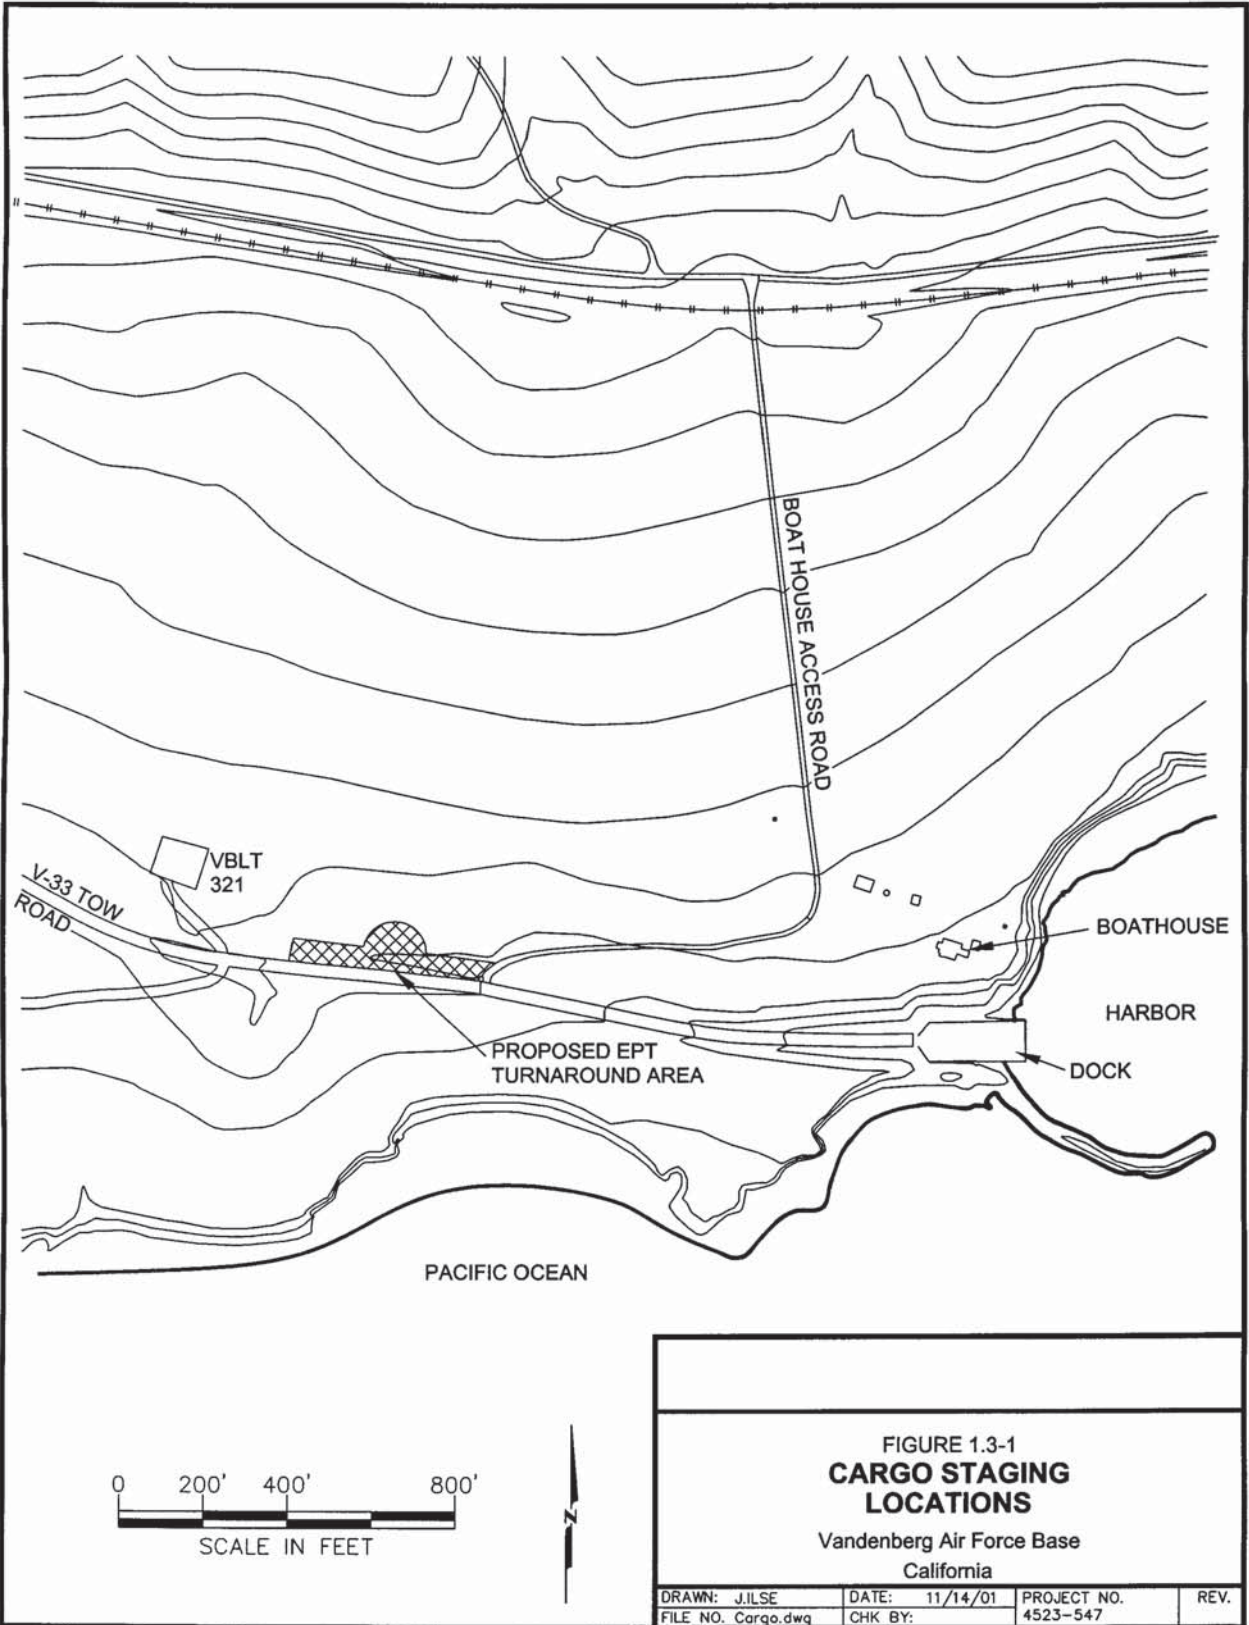 BOAT HOUSE ACCESS ROAD
VBLT
321
V-33 TOW
ROAD
BOATHOUSE
HARBOR
PROPOSED EPT
TURNAROUND AREA
DOCK
PACIFIC OCEAN
0 200' 400' 800'
SCALE IN FEET
N
FIGURE 1.3-1
CARGO STAGING
LOCATIONS
Vandenberg Air Force Base
California
DRAWN: J.ILSE DATE: 11/14/01 PROJECT NO. REV.
FILE NO. Cargo.dwg CHK BY: 4523-547